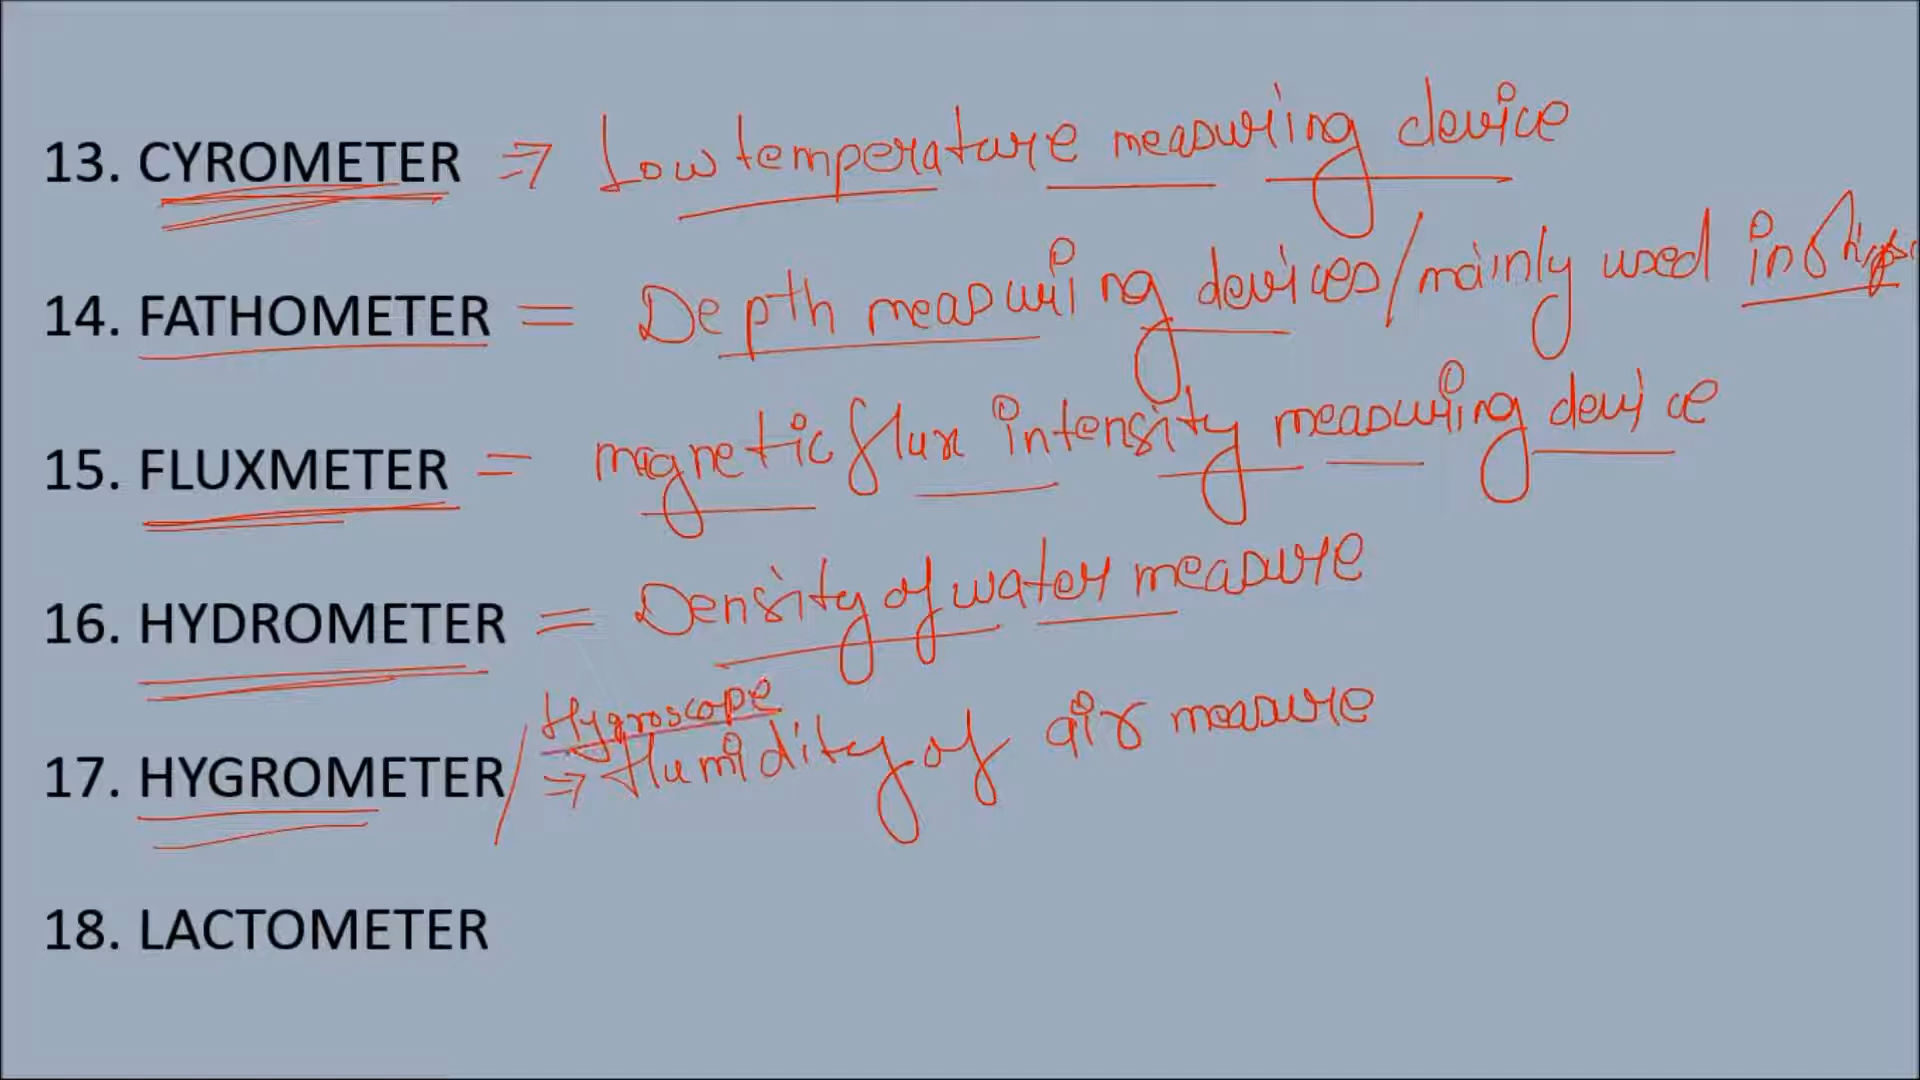 13. CYROMETER => Low temperature measuring device
14. FATHOMETER = Depth measuring devices/mainly used in ships
15. FLUXMETER = magnetic flux intensity measuring device
16. HYDROMETER = Density of water measure
17. HYGROMETER / Hygroscope => Humidity of air measure
18. LACTOMETER